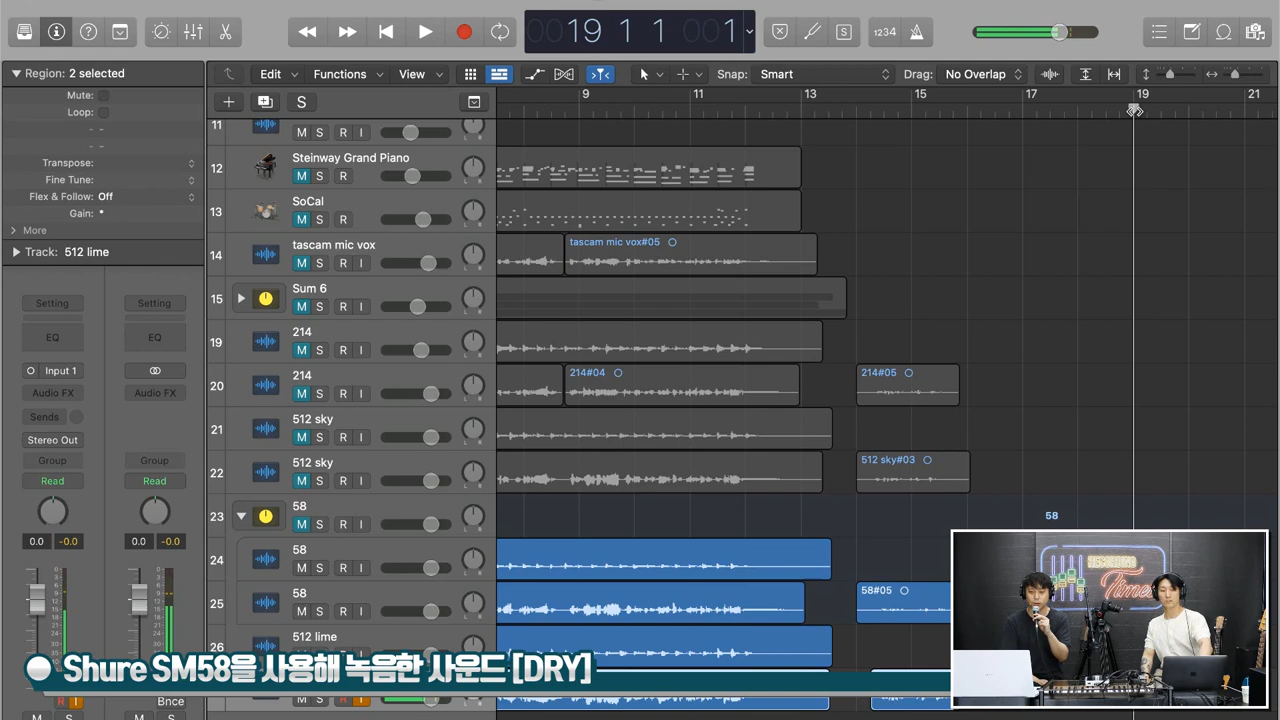 0019 1 1 001
1234
Region: 2 selected
Mute:
Loop:
Transpose:
Fine Tune:
Flex & Follow: Off
Gain:
More
Track: 512 lime
Setting
Setting
EQ
EQ
Input 1
Audio FX
Audio FX
Sends
Stereo Out
Group
Group
Read
Read
0.0 -0.0
0.0 -0.0
R I
Bnce
M S
M S
Edit
Functions
View
Snap: Smart
Drag: No Overlap
S
9 11 13 15 17 19 21
11
M S R I
12 Steinway Grand Piano
M S R
13 SoCal
M S R
14 tascam mic vox
M S R I
tascam mic vox#05
15 Sum 6
M S R I
19 214
M S R I
20 214
M S R I
214#04
214#05
21 512 sky
M S R I
22 512 sky
M S R I
512 sky#03
23 58
M S R I
58
24 58
M S R I
25 58
M S R I
58#05
26 512 lime
Times
Shure SM58을 사용해 녹음한 사운드 [DRY]